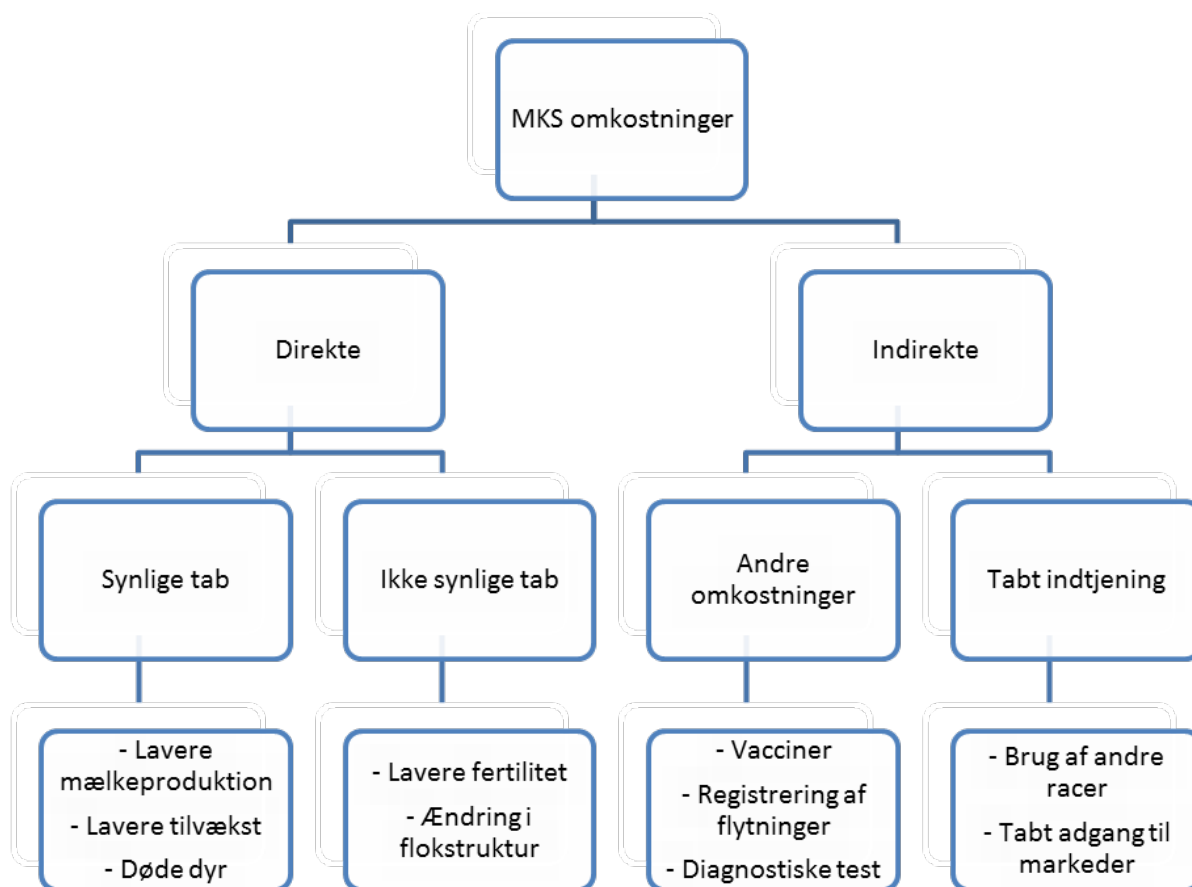 MKS omkostninger
Direkte
Indirekte
Synlige tab
Ikke synlige tab
Andre
omkostninger
Tabt indtjening
- Lavere
mælkeproduktion
- Lavere tilvækst
- Døde dyr
- Lavere fertilitet
- Ændring i
flokstruktur
- Vacciner
- Registrering af
flytninger
- Diagnostiske test
- Brug af andre
racer
- Tabt adgang til
markeder